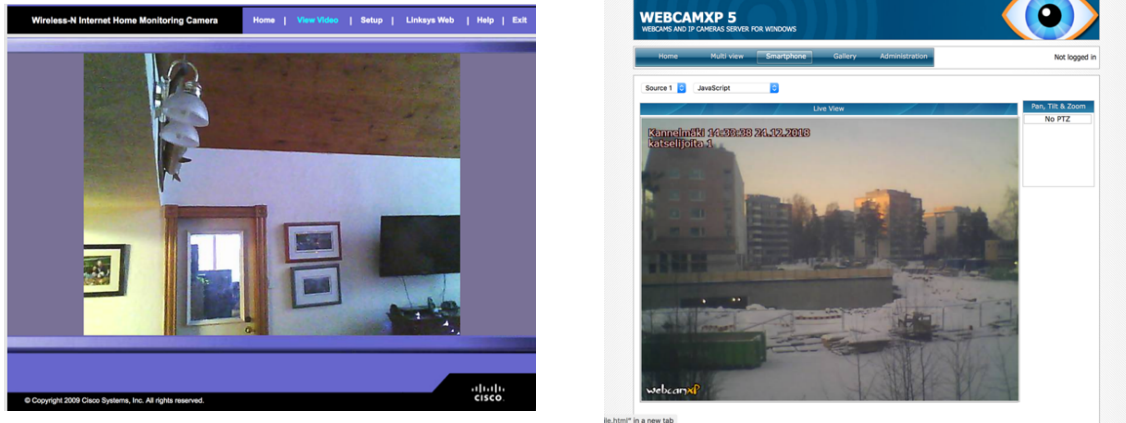 Wireless-N Internet Home Monitoring Camera
Home | View Video | Setup | Linksys Web | Help | Exit
© Copyright 2009 Cisco Systems, Inc. All rights reserved.
CISCO
WEBCAMXP 5
WEBCAMS AND IP CAMERAS SERVER FOR WINDOWS
Home Multi view Smartphone Gallery Administration
Not logged in
Source 1 JavaScript
Live View
Pan, Tilt & Zoom
No PTZ
Kannelmäki 14:33:38 24.12.2018
katselijoita 1
webcamXP
ile.html" in a new tab